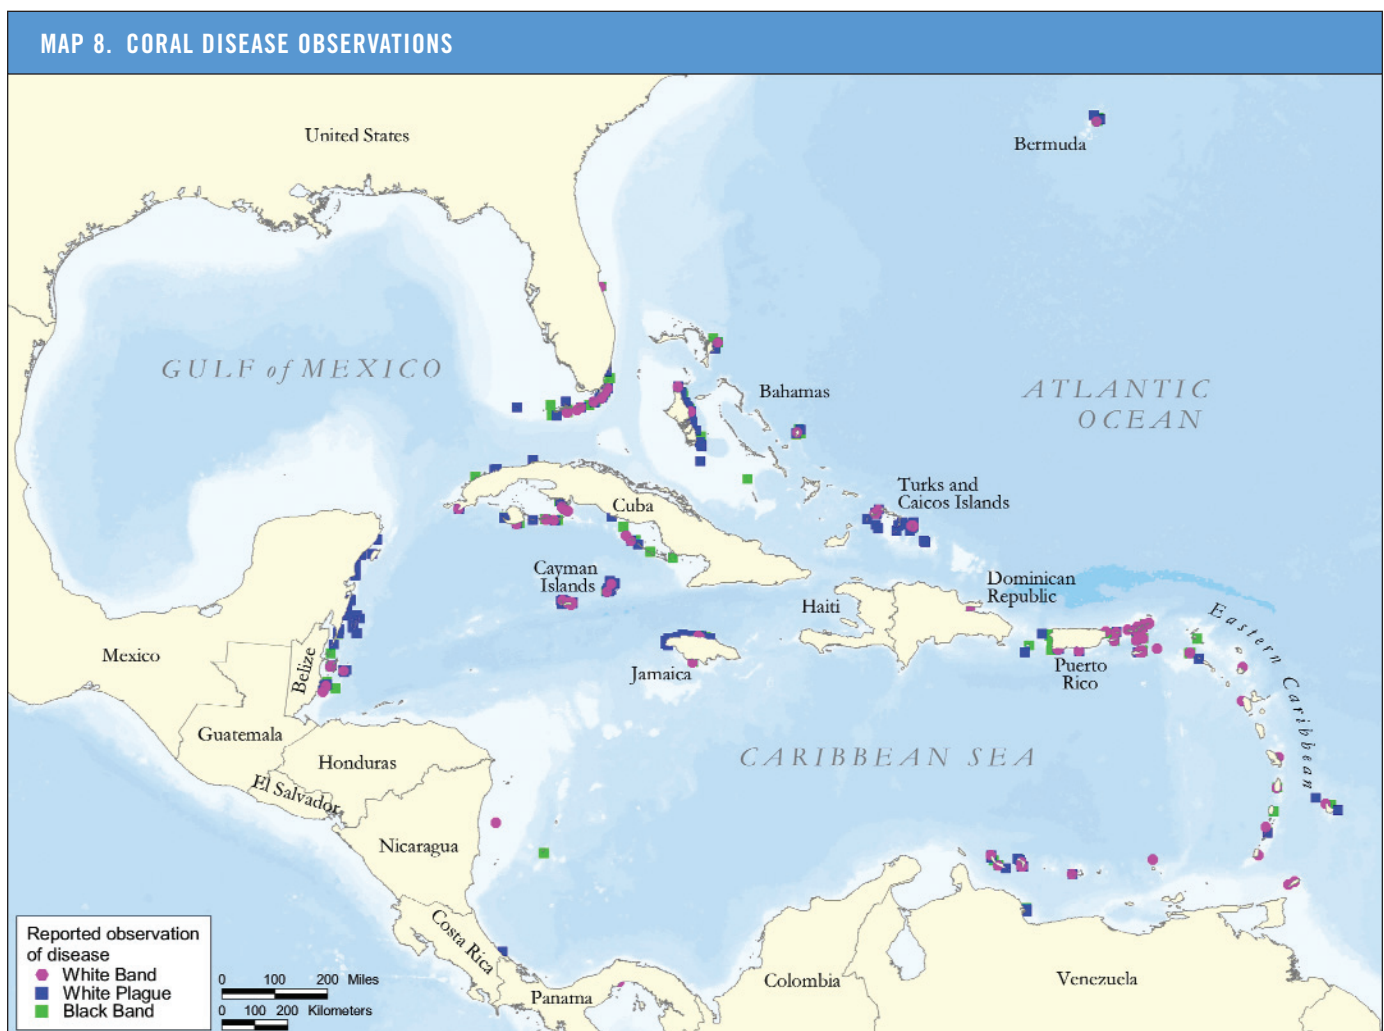 MAP 8. CORAL DISEASE OBSERVATIONS
United States
Bermuda
GULF of MEXICO
ATLANTIC
OCEAN
Bahamas
Turks and
Caicos Islands
Cuba
Cayman
Islands
Dominican
Republic
Haiti
Eastern Caribbean
Mexico
Belize
Jamaica
Puerto
Rico
Guatemala
Honduras
CARIBBEAN SEA
El Salvador
Nicaragua
Costa Rica
Panama
Colombia
Venezuela
Reported observation
of disease
White Band
White Plague
Black Band
0 100 200 Miles
0 100 200 Kilometers